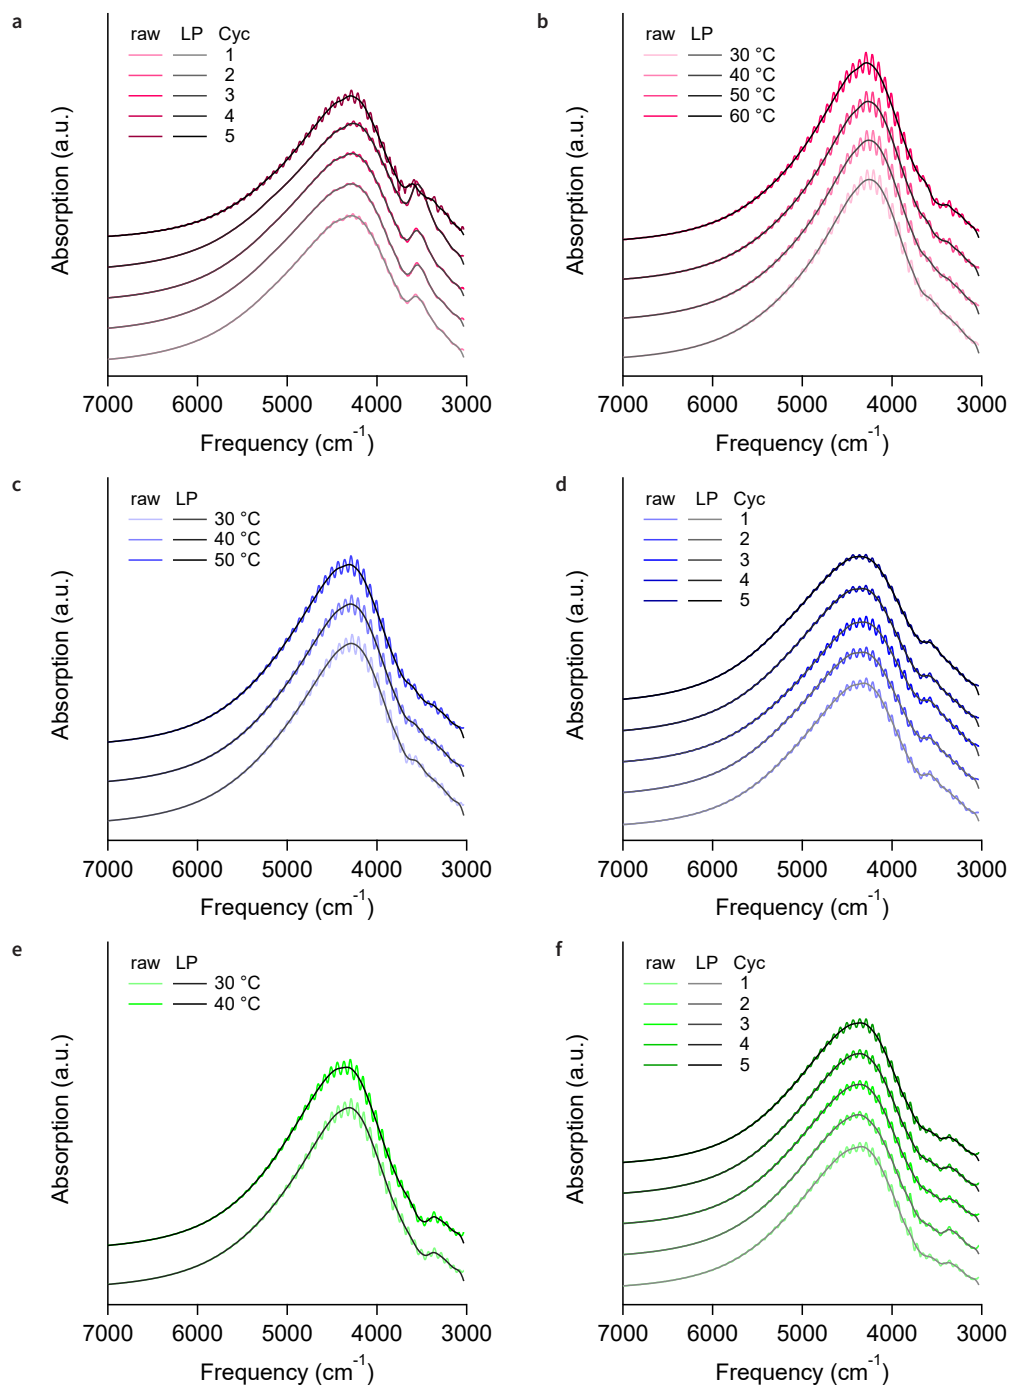 a
raw LP Cyc
1
2
3
4
5
Absorption (a.u.)
7000 6000 5000 4000 3000
Frequency (cm⁻¹)
b
raw LP
30 °C
40 °C
50 °C
60 °C
Absorption (a.u.)
7000 6000 5000 4000 3000
Frequency (cm⁻¹)
c
raw LP
30 °C
40 °C
50 °C
Absorption (a.u.)
7000 6000 5000 4000 3000
Frequency (cm⁻¹)
d
raw LP Cyc
1
2
3
4
5
Absorption (a.u.)
7000 6000 5000 4000 3000
Frequency (cm⁻¹)
e
raw LP
30 °C
40 °C
Absorption (a.u.)
7000 6000 5000 4000 3000
Frequency (cm⁻¹)
f
raw LP Cyc
1
2
3
4
5
Absorption (a.u.)
7000 6000 5000 4000 3000
Frequency (cm⁻¹)